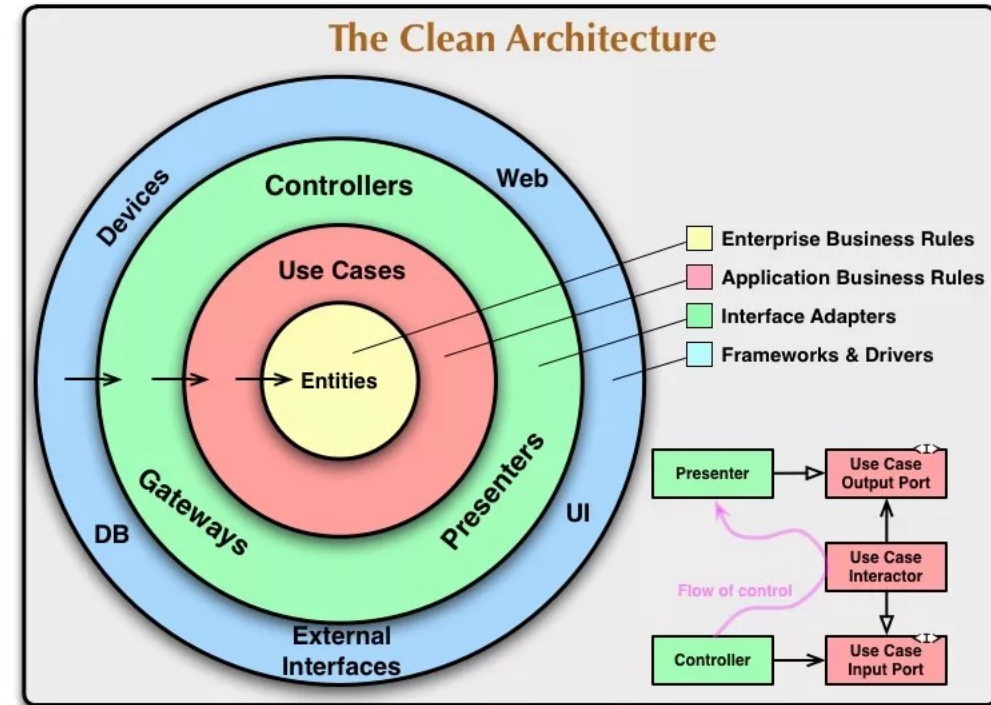 The Clean Architecture
Devices
Web
Controllers
Use Cases
Entities
Gateways
Presenters
DB
UI
External
Interfaces
Enterprise Business Rules
Application Business Rules
Interface Adapters
Frameworks & Drivers
Presenter
<I>
Use Case
Output Port
Flow of control
Use Case
Interactor
Controller
<I>
Use Case
Input Port